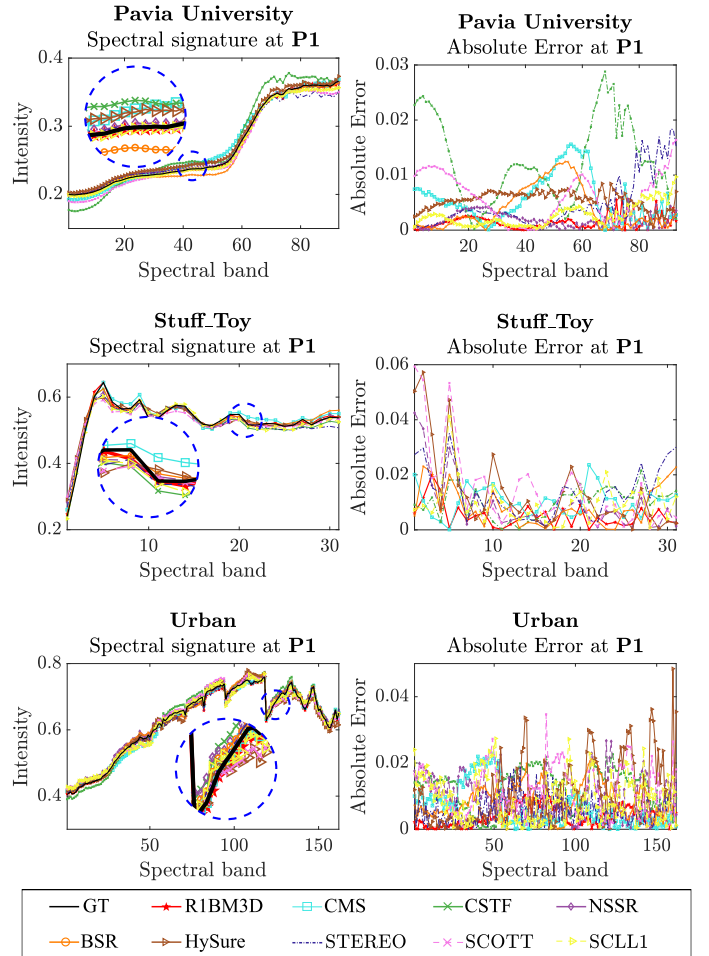 Pavia University
Spectral signature at P1
Intensity
0.4
0.3
0.2
20 40 60 80
Spectral band
Pavia University
Absolute Error at P1
Absolute Error
0.03
0.02
0.01
0
20 40 60 80
Spectral band
Stuff_Toy
Spectral signature at P1
Intensity
0.6
0.4
0.2
10 20 30
Spectral band
Stuff_Toy
Absolute Error at P1
Absolute Error
0.06
0.04
0.02
0
10 20 30
Spectral band
Urban
Spectral signature at P1
Intensity
0.8
0.6
0.4
50 100 150
Spectral band
Urban
Absolute Error at P1
Absolute Error
0.04
0.02
0
50 100 150
Spectral band
GT R1BM3D CMS CSTF NSSR
BSR HySure STEREO SCOTT SCLL1